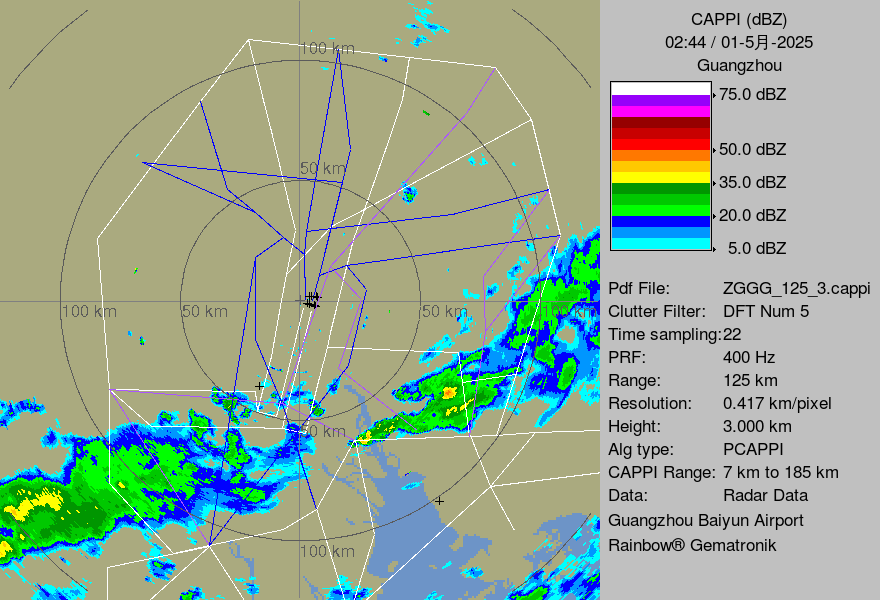 CAPPI (dBZ)
02:44 / 01-5月-2025
Guangzhou
75.0 dBZ
50.0 dBZ
35.0 dBZ
20.0 dBZ
5.0 dBZ
Pdf File: ZGGG_125_3.cappi
Clutter Filter: DFT Num 5
Time sampling:22
PRF: 400 Hz
Range: 125 km
Resolution: 0.417 km/pixel
Height: 3.000 km
Alg type: PCAPPI
CAPPI Range: 7 km to 185 km
Data: Radar Data
Guangzhou Baiyun Airport
Rainbow® Gematronik
100 km
50 km
100 km
50 km
50 km
100 km
50 km
100 km